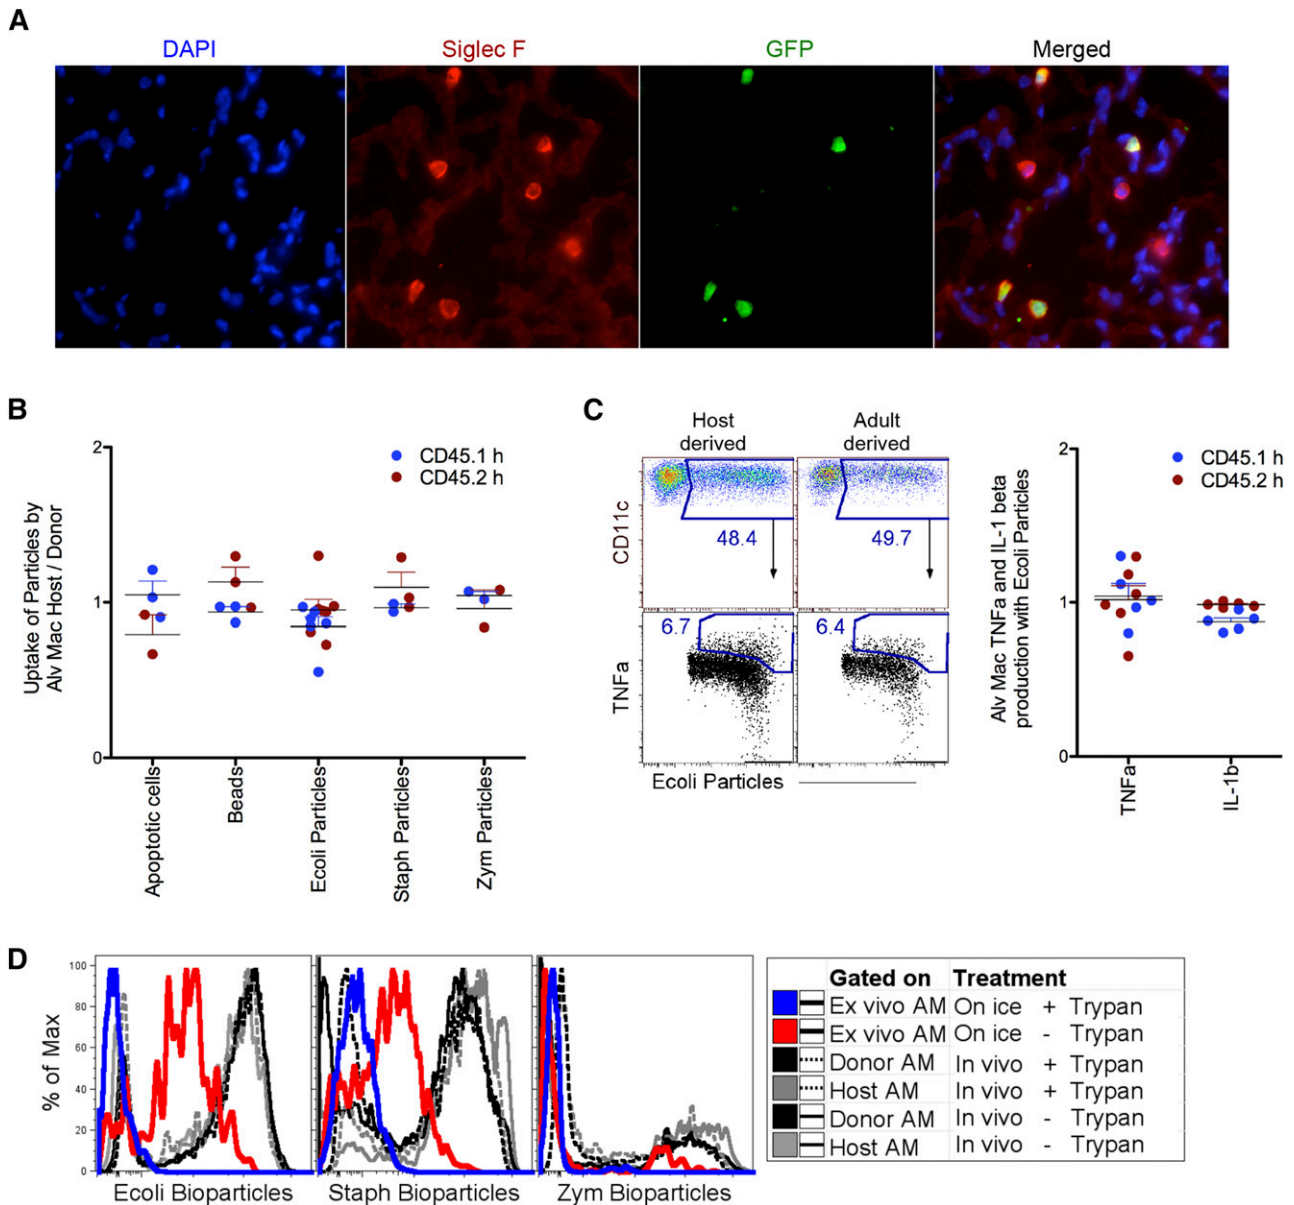 A
DAPI
Siglec F
GFP
Merged
B
2
1
0
Uptake of Particles by
Alv Mac Host / Donor
CD45.1 h
CD45.2 h
Apoptotic cells
Beads
Ecoli Particles
Staph Particles
Zym Particles
C
Host
derived
Adult
derived
CD11c
48.4
49.7
TNFa
6.7
6.4
Ecoli Particles
2
1
0
Alv Mac TNFa and IL-1 beta
production with Ecoli Particles
CD45.1 h
CD45.2 h
TNFa
IL-1b
D
100
80
60
40
20
0
% of Max
Ecoli Bioparticles
Staph Bioparticles
Zym Bioparticles
Gated on Treatment
Ex vivo AM On ice + Trypan
Ex vivo AM On ice - Trypan
Donor AM In vivo + Trypan
Host AM In vivo + Trypan
Donor AM In vivo - Trypan
Host AM In vivo - Trypan